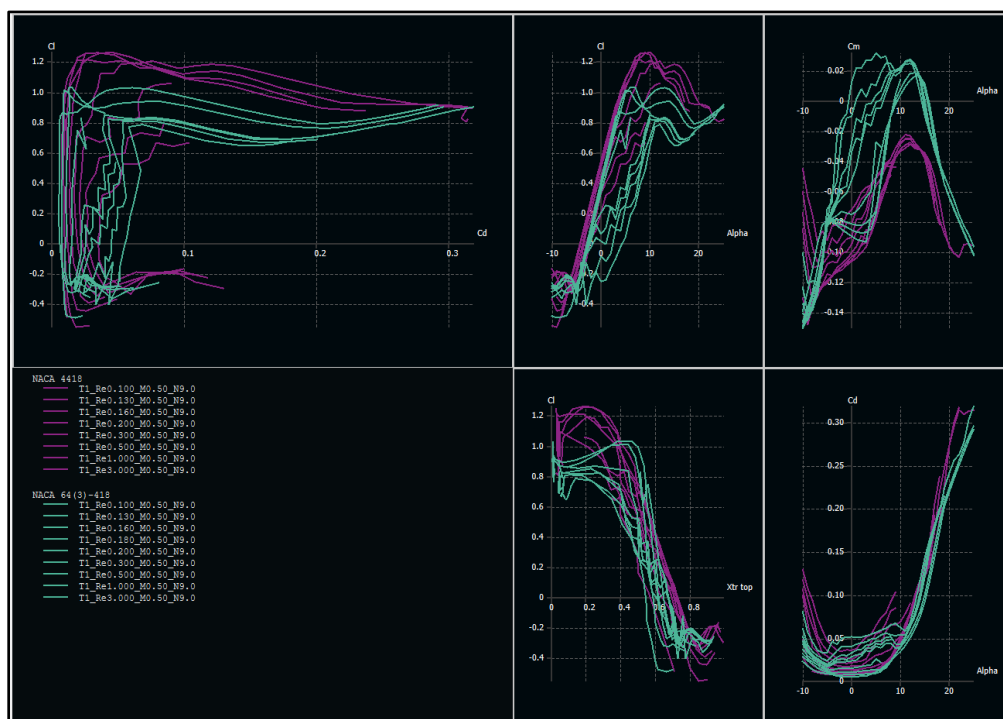 Cl
1.2
1.0
0.8
0.6
0.4
0.2
0
-0.2
-0.4
0.1
0.2
0.3
Cd
Cl
1.2
1.0
0.8
0.6
0.4
0.2
0
-0.2
-0.4
-10
0
10
20
Alpha
Cm
0.02
0
-0.02
-0.04
-0.06
-0.08
-0.10
-0.12
-0.14
-10
0
10
20
Alpha
NACA 4418
T1_Re0.100_M0.50_N9.0
T1_Re0.130_M0.50_N9.0
T1_Re0.160_M0.50_N9.0
T1_Re0.200_M0.50_N9.0
T1_Re0.300_M0.50_N9.0
T1_Re0.500_M0.50_N9.0
T1_Re1.000_M0.50_N9.0
T1_Re3.000_M0.50_N9.0
NACA 64(3)-418
T1_Re0.100_M0.50_N9.0
T1_Re0.130_M0.50_N9.0
T1_Re0.160_M0.50_N9.0
T1_Re0.180_M0.50_N9.0
T1_Re0.200_M0.50_N9.0
T1_Re0.300_M0.50_N9.0
T1_Re0.500_M0.50_N9.0
T1_Re1.000_M0.50_N9.0
T1_Re3.000_M0.50_N9.0
Cl
1.2
1.0
0.8
0.6
0.4
0.2
0
-0.2
-0.4
0.2
0.4
0.6
0.8
Xtr top
Cd
0.30
0.25
0.20
0.15
0.10
0.05
0
-10
0
10
20
Alpha